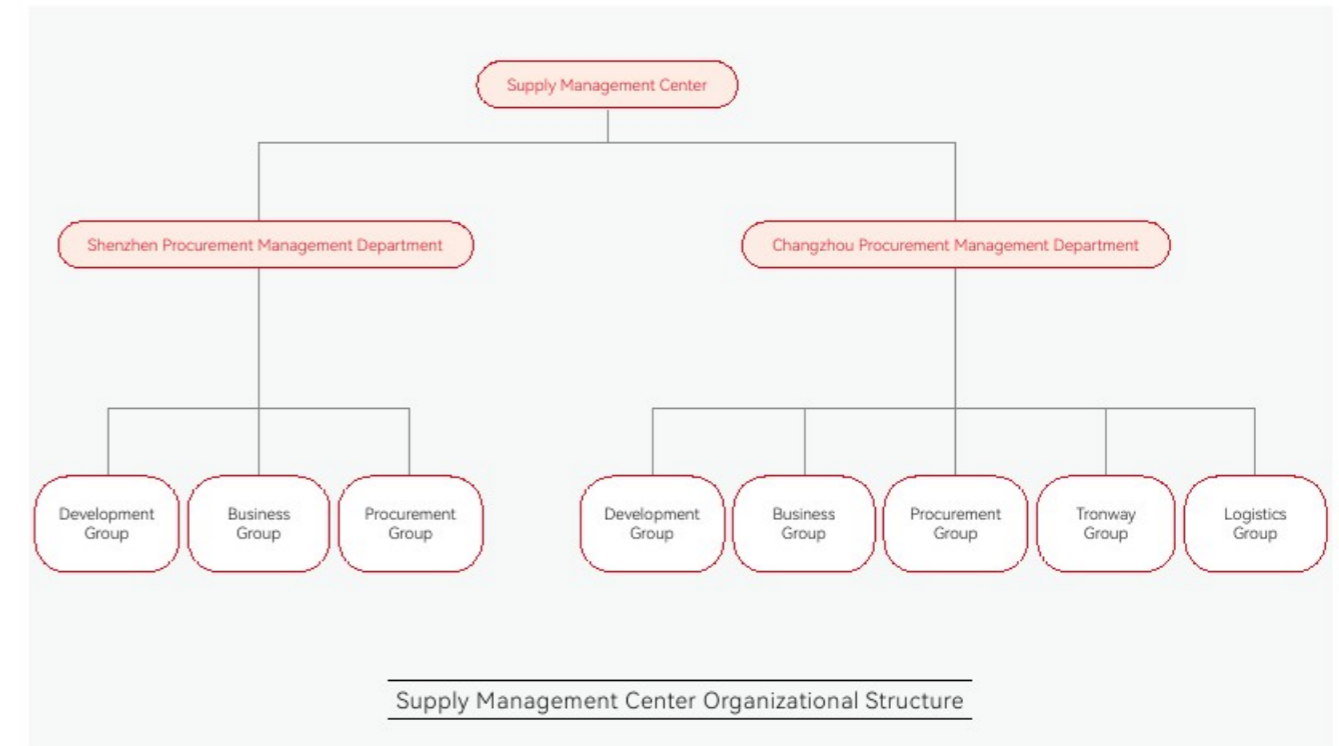 Supply Management Center
Shenzhen Procurement Management Department
Changzhou Procurement Management Department
Development
Group
Business
Group
Procurement
Group
Development
Group
Business
Group
Procurement
Group
Tronway
Group
Logistics
Group
Supply Management Center Organizational Structure